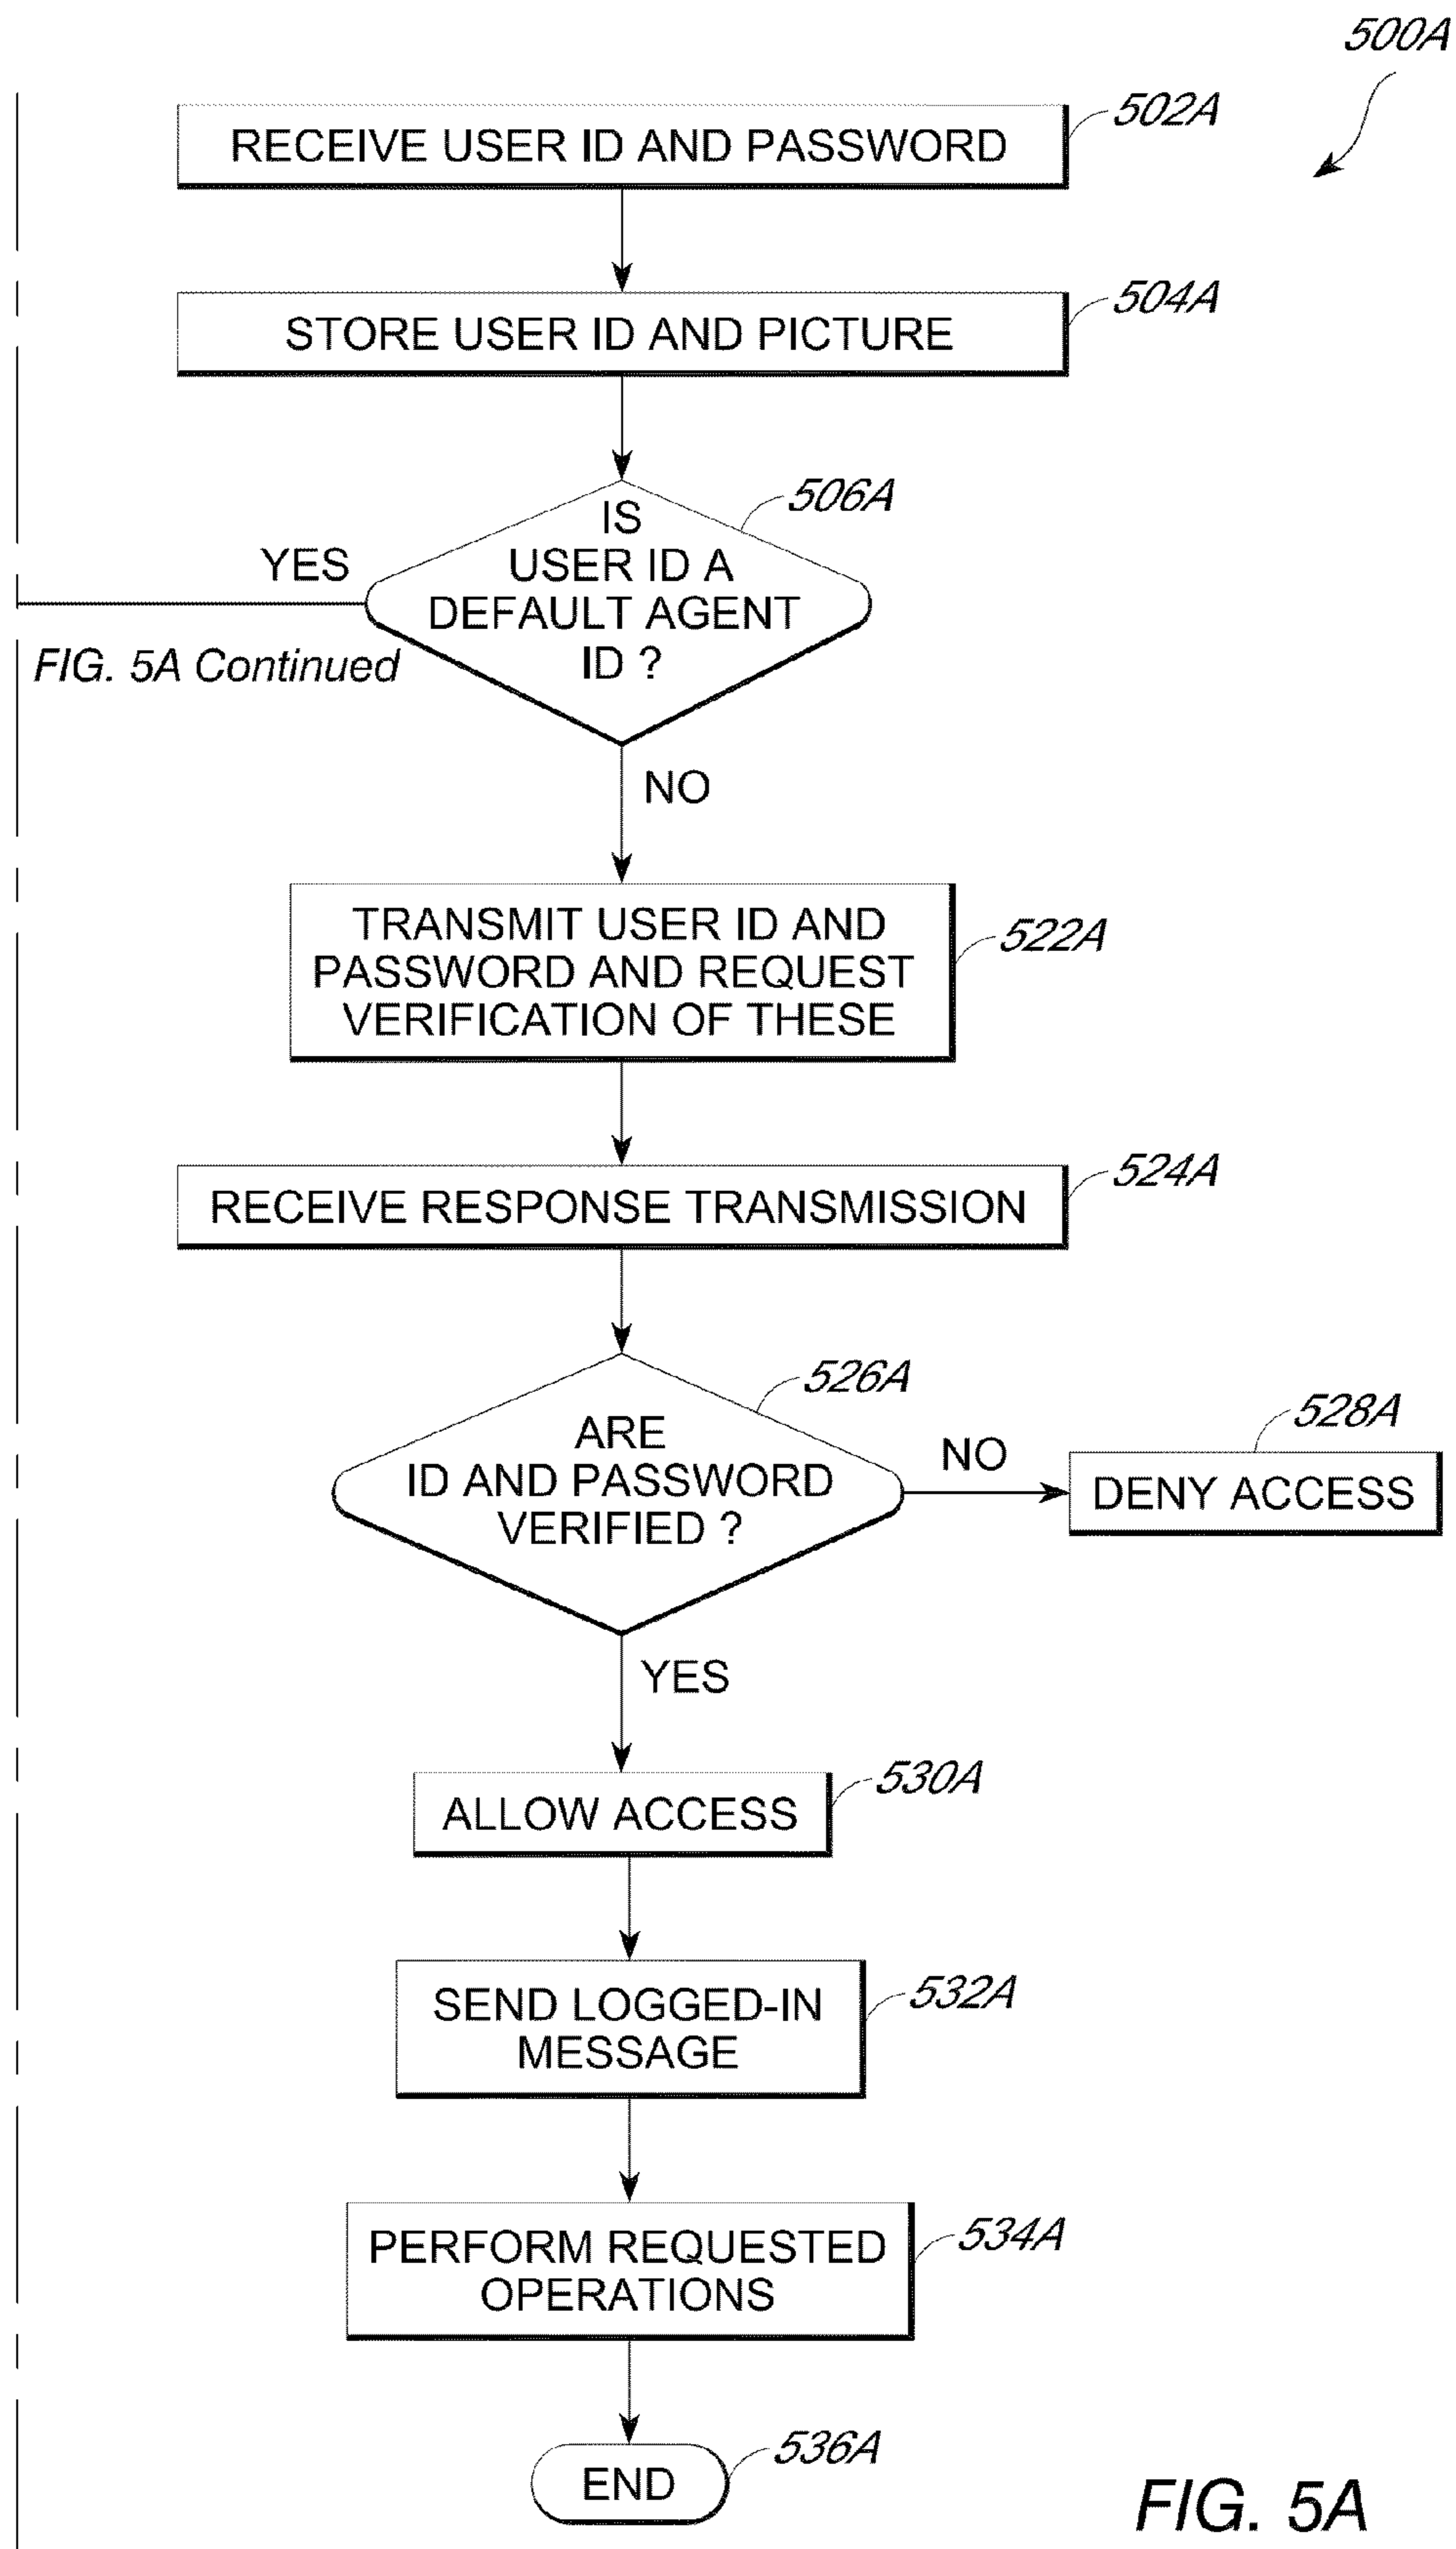 500A
RECEIVE USER ID AND PASSWORD
502A
STORE USER ID AND PICTURE
504A
IS
USER ID A
DEFAULT AGENT
ID ?
506A
YES
FIG. 5A Continued
NO
TRANSMIT USER ID AND
PASSWORD AND REQUEST
VERIFICATION OF THESE
522A
RECEIVE RESPONSE TRANSMISSION
524A
ARE
ID AND PASSWORD
VERIFIED ?
526A
NO
DENY ACCESS
528A
YES
ALLOW ACCESS
530A
SEND LOGGED-IN
MESSAGE
532A
PERFORM REQUESTED
OPERATIONS
534A
END
536A
FIG. 5A